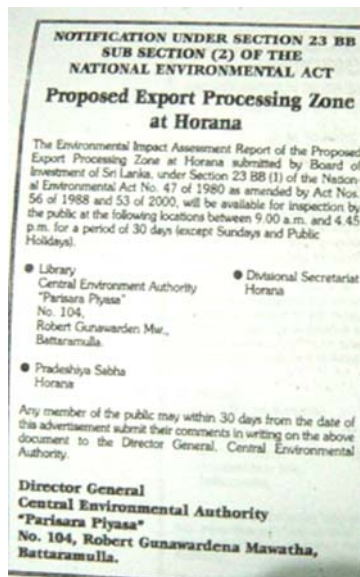 NOTIFICATION UNDER SECTION 23 BB
SUB SECTION (2) OF THE
NATIONAL ENVIRONMENTAL ACT
Proposed Export Processing Zone
at Horana
The Environmental Impact Assessment Report of the Proposed
Export Processing Zone at Horana submitted by Board of
Investment of Sri Lanka, under Section 23 BB (1) of the Nation-
al Environmental Act No. 47 of 1980 as amended by Act Nos.
56 of 1988 and 53 of 2000, will be available for inspection by
the public at the following locations between 9.00 a.m. and 4.45
p.m. for a period of 30 days (except Sundays and Public
Holidays).
● Library
Central Environment Authority
"Parisara Piyasa"
No. 104,
Robert Gunawarden Mw.,
Battaramulla.
● Divisional Secretariat
Horana
● Pradeshiya Sabha
Horana
Any member of the public may within 30 days from the date of
this advertisement submit their comments in writing on the above
document to the Director General, Central Environmental
Authority.
Director General
Central Environmental Authority
"Parisara Piyasa"
No. 104, Robert Gunawardena Mawatha,
Battaramulla.